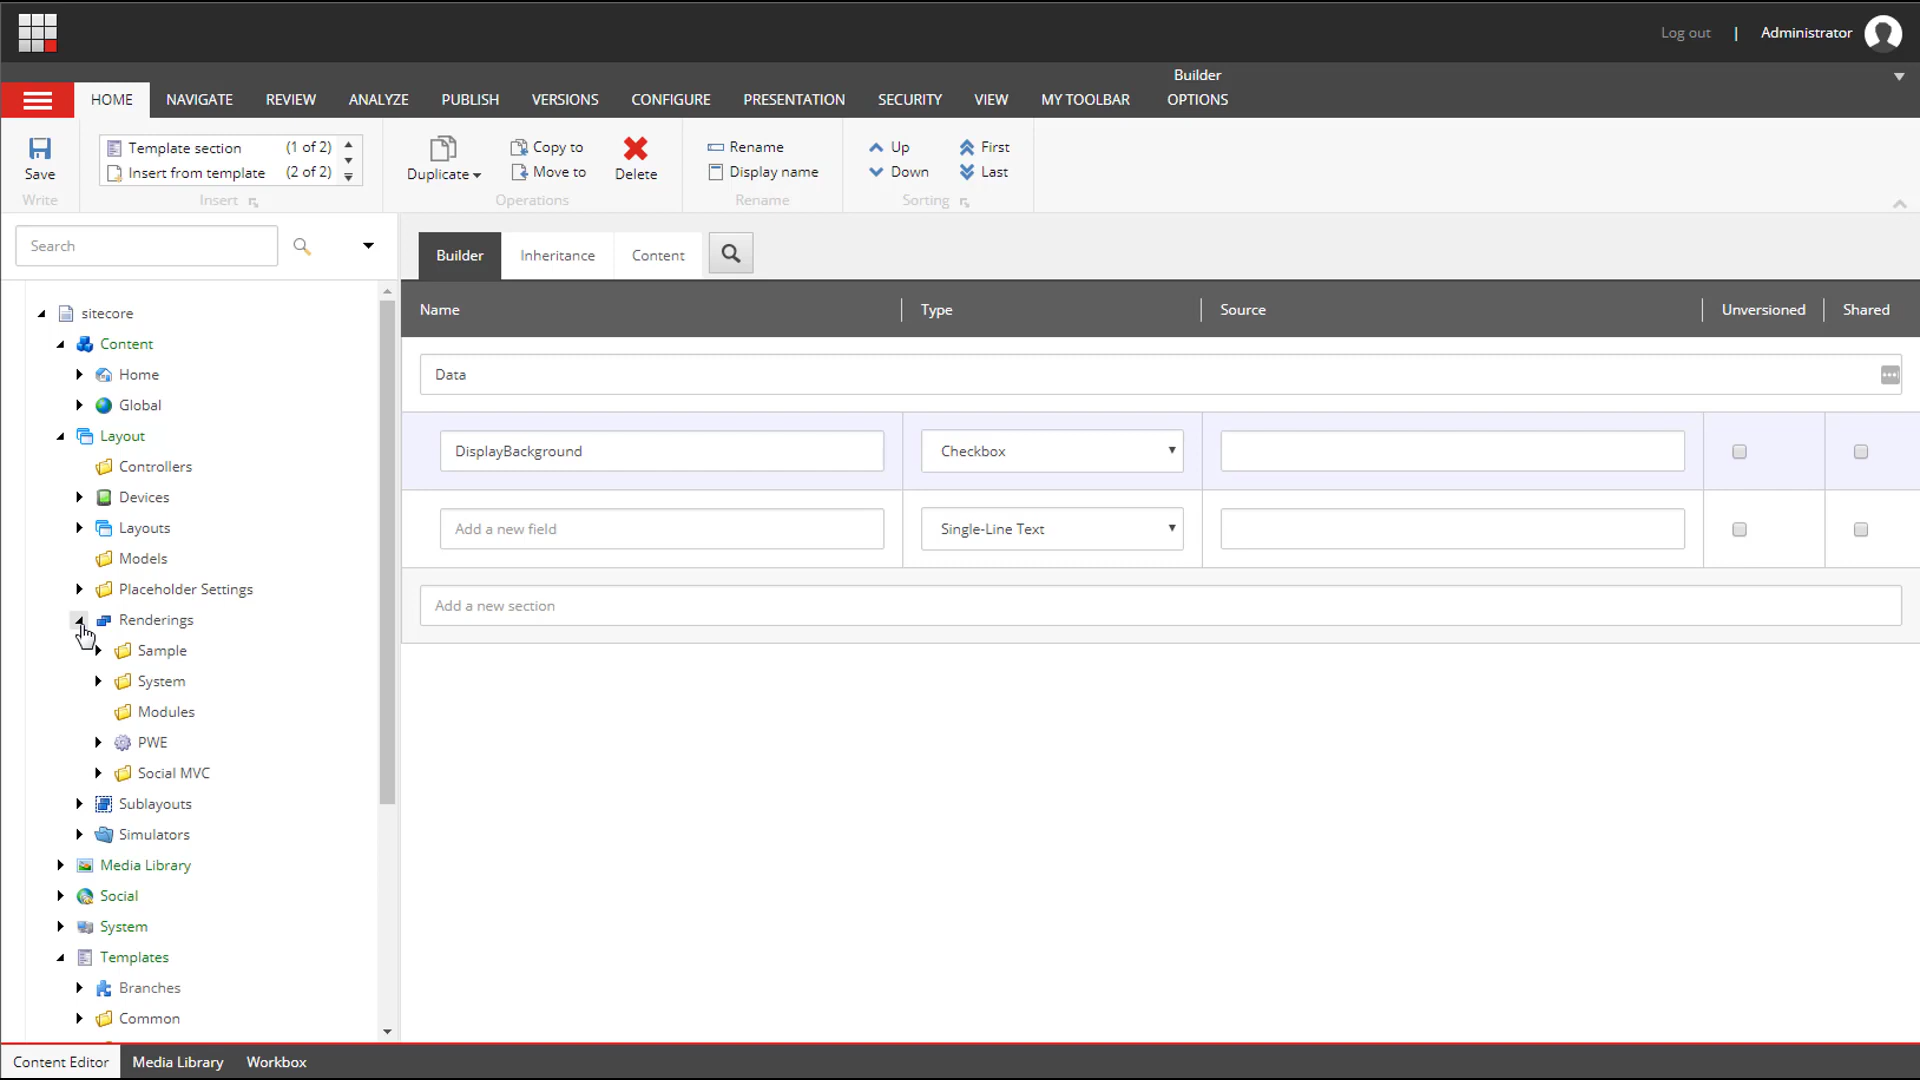 Log out | Administrator
Builder
HOME NAVIGATE REVIEW ANALYZE PUBLISH VERSIONS CONFIGURE PRESENTATION SECURITY VIEW MY TOOLBAR OPTIONS
Template section (1 of 2) Copy to Rename Up First
Save Insert from template (2 of 2) Duplicate Move to Delete Display name Down Last
Write Insert Operations Rename Sorting
Search
Builder Inheritance Content
Name Type Source Unversioned Shared
sitecore
Content
Home
Global
Layout
Controllers
Devices
Layouts
Models
Placeholder Settings
Renderings
Sample
System
Modules
PWE
Social MVC
Sublayouts
Simulators
Media Library
Social
System
Templates
Branches
Common
Data
DisplayBackground Checkbox
Add a new field Single-Line Text
Add a new section
Content Editor Media Library Workbox